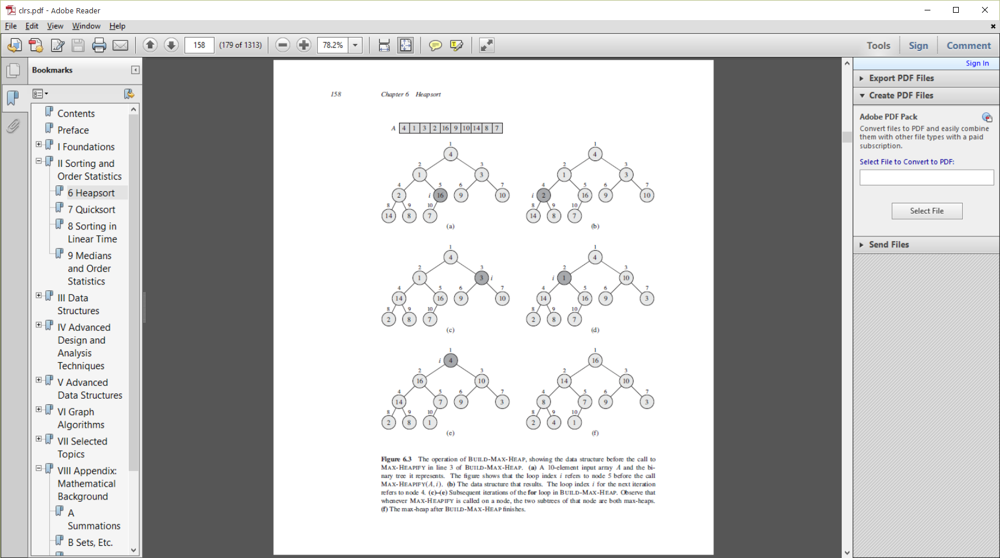 clrs.pdf - Adobe Reader
File Edit View Window Help
158 (179 of 1313) 78.2% Tools Sign Comment
Bookmarks
Contents
Preface
I Foundations
II Sorting and
Order Statistics
6 Heapsort
7 Quicksort
8 Sorting in
Linear Time
9 Medians
and Order
Statistics
III Data
Structures
IV Advanced
Design and
Analysis
Techniques
V Advanced
Data Structures
VI Graph
Algorithms
VII Selected
Topics
VIII Appendix:
Mathematical
Background
A
Summations
B Sets, Etc.
158 Chapter 6 Heapsort
A 4 1 3 2 16 9 10 14 8 7
1
4
2 3
1 3
4 5 6 7
2 i 16 9 10
8 9 10
14 8 7
(a)
1
4
2 3
1 3
4 5 6 7
i 2 16 9 10
8 9 10
14 8 7
(b)
1
4
2 3
1 3 i
4 5 6 7
14 16 9 10
8 9 10
2 8 7
(c)
1
4
2 3
i 1 10
4 5 6 7
14 16 9 3
8 9 10
2 8 7
(d)
1
i 4
2 3
16 10
4 5 6 7
14 7 9 3
8 9 10
2 8 1
(e)
1
16
2 3
14 10
4 5 6 7
8 7 9 3
8 9 10
2 4 1
(f)
Figure 6.3 The operation of BUILD-MAX-HEAP, showing the data structure before the call to
MAX-HEAPIFY in line 3 of BUILD-MAX-HEAP. (a) A 10-element input array A and the bi-
nary tree it represents. The figure shows that the loop index i refers to node 5 before the call
MAX-HEAPIFY(A, i). (b) The data structure that results. The loop index i for the next iteration
refers to node 4. (c)–(e) Subsequent iterations of the for loop in BUILD-MAX-HEAP. Observe that
whenever MAX-HEAPIFY is called on a node, the two subtrees of that node are both max-heaps.
(f) The max-heap after BUILD-MAX-HEAP finishes.
Sign In
Export PDF Files
Create PDF Files
Adobe PDF Pack
Convert files to PDF and easily combine
them with other file types with a paid
subscription.
Select File to Convert to PDF:
Select File
Send Files